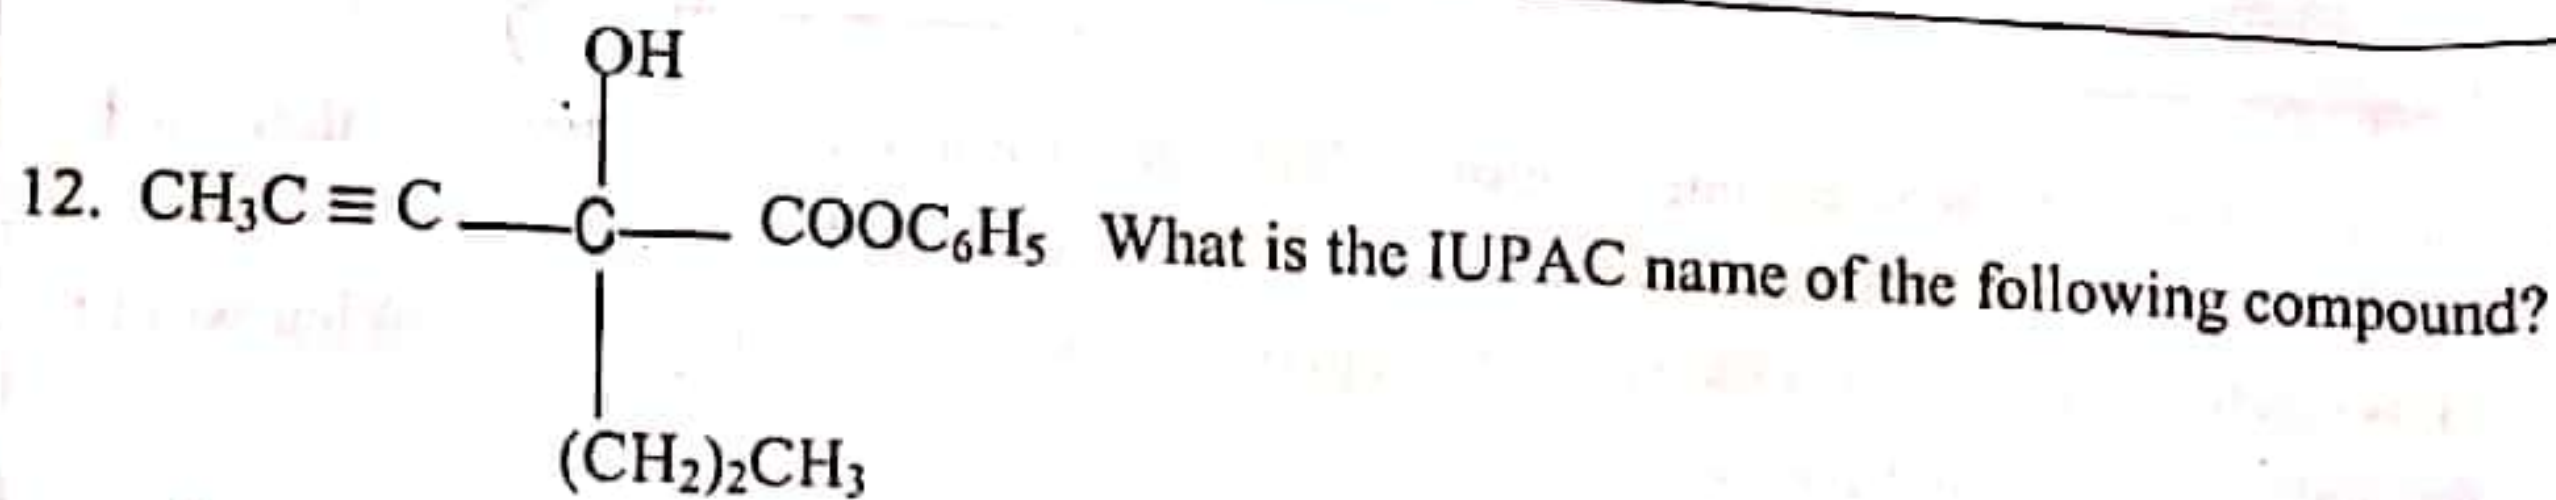 OH
12. CH₃C ≡ C — C — COOC₆H₅ What is the IUPAC name of the following compound?
(CH₂)₂CH₃